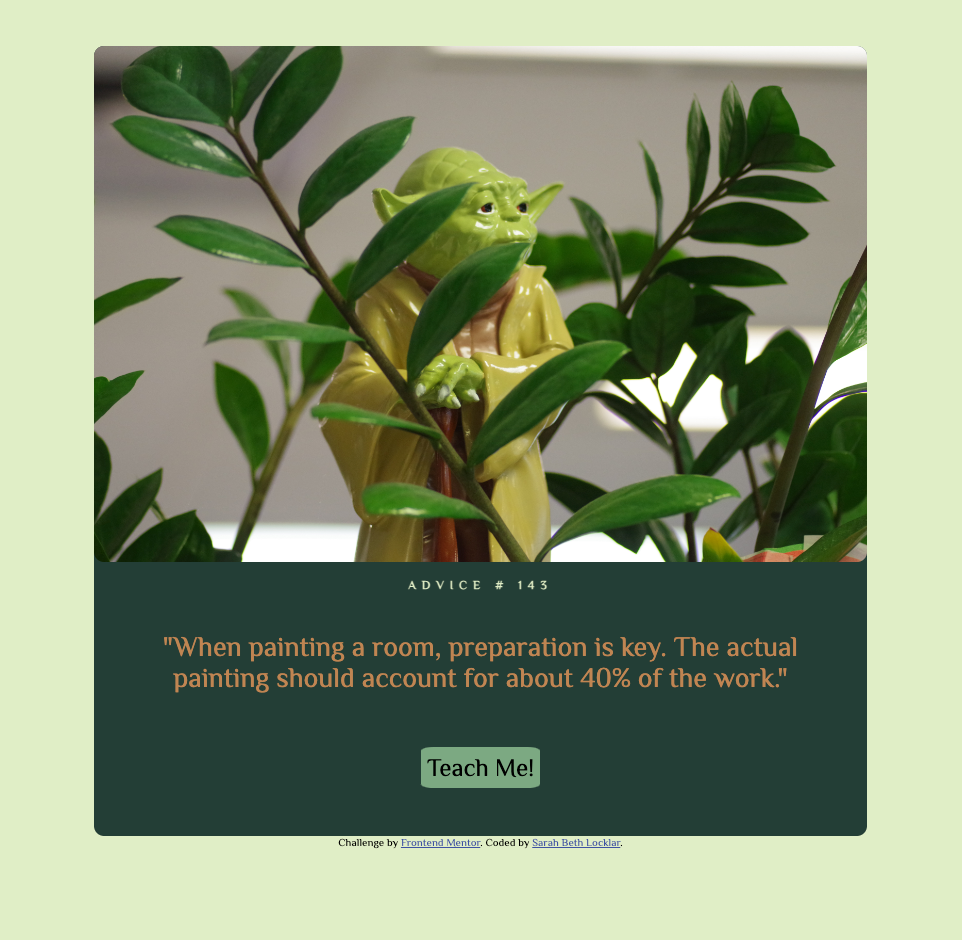 ADVICE # 143
"When painting a room, preparation is key. The actual
painting should account for about 40% of the work."
Teach Me!
Challenge by Frontend Mentor. Coded by Sarah Beth Locklar.